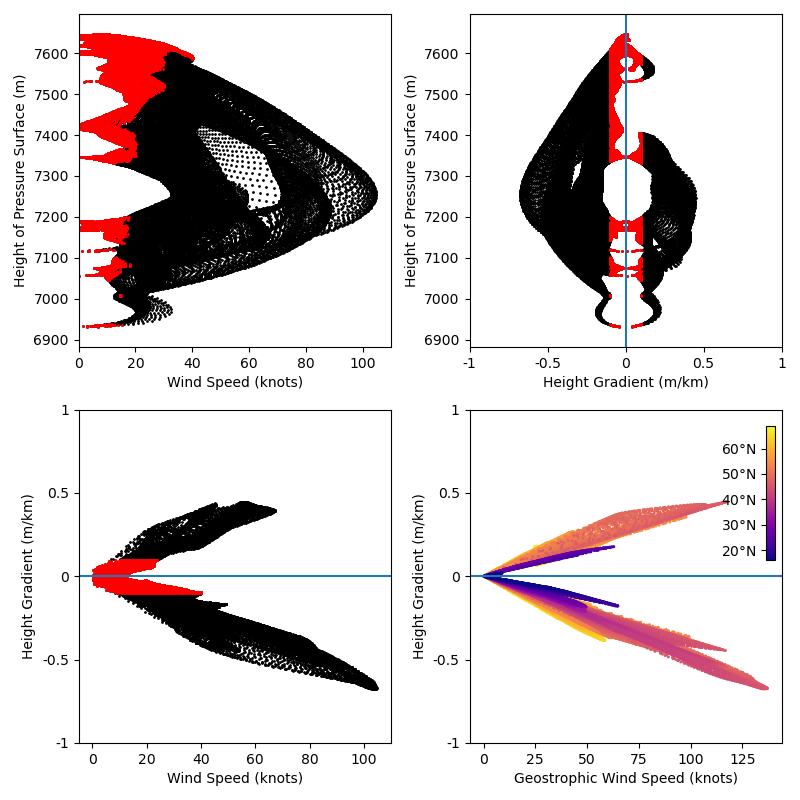 7600
7500
7400
7300
7200
7100
7000
6900
Height of Pressure Surface (m)
0 20 40 60 80 100
Wind Speed (knots)
7600
7500
7400
7300
7200
7100
7000
6900
Height of Pressure Surface (m)
-1 -0.5 0 0.5 1
Height Gradient (m/km)
1
0.5
0
-0.5
-1
Height Gradient (m/km)
0 20 40 60 80 100
Wind Speed (knots)
1
0.5
0
-0.5
-1
Height Gradient (m/km)
60°N
50°N
40°N
30°N
20°N
0 25 50 75 100 125
Geostrophic Wind Speed (knots)